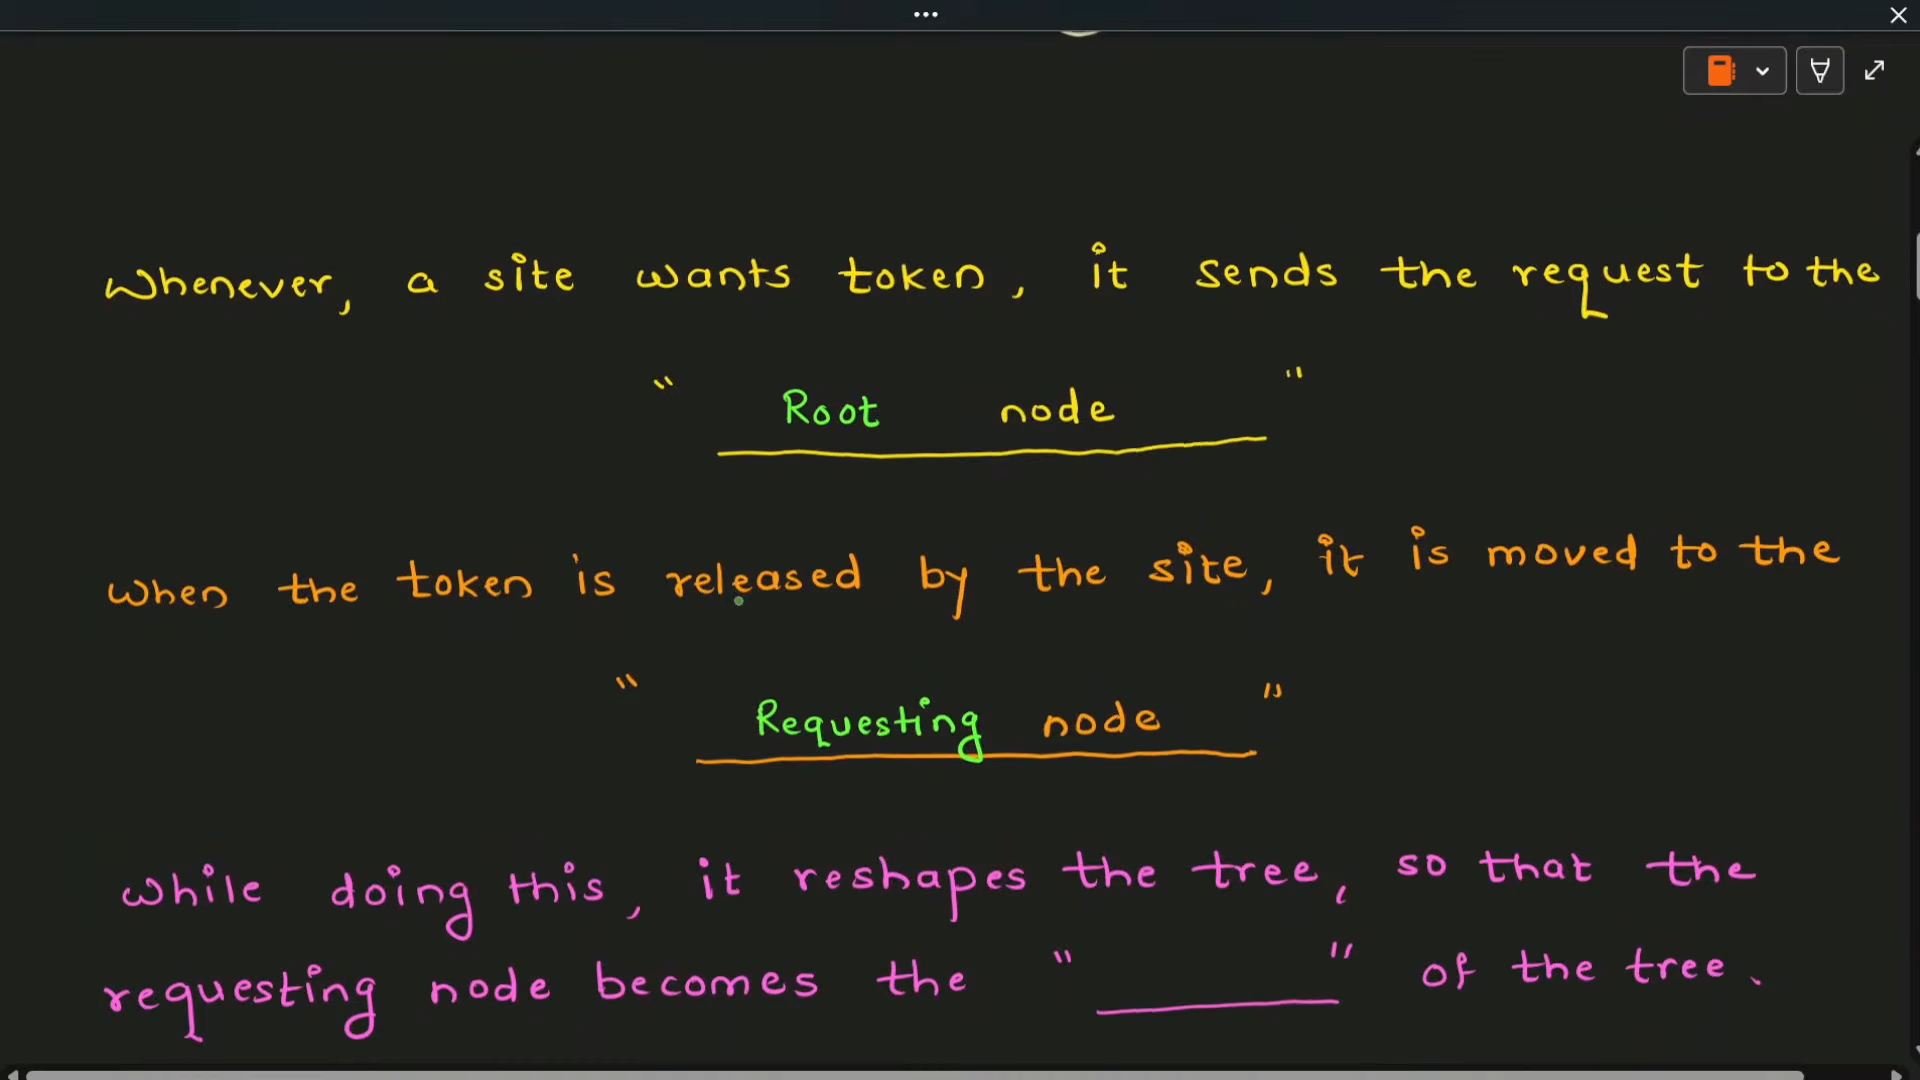 Whenever, a site wants token, it sends the request to the
" Root node "
when the token is released by the site, it is moved to the
" Requesting node "
while doing this, it reshapes the tree, so that the
requesting node becomes the " ______ " of the tree.